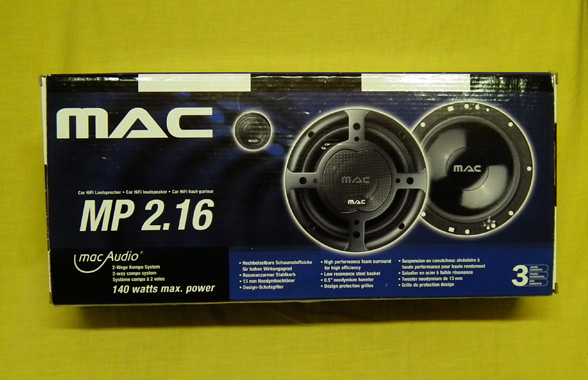 MAC
Car HiFi Lautsprecher • Car HiFi loudspeaker • Car HiFi haut-parleur
MP 2.16
mac Audio
2-Wege Kompo System
2-way compo system
Système compo à 2 voies
140 watts max. power
MAC
MAC
MAC
• Hochbelastbare Schaumstoffsicke
für hohen Wirkungsgrad
• Resonanzarmer Stahlkorb
• 13 mm Neodymhochtöner
• Design-Schutzgitter
• High performance foam surround
for high efficiency
• Low resonance steel basket
• 0.5" neodymium tweeter
• Design protection grilles
• Suspension en caoutchouc alvéolaire à
haute performance pour haute rendement
• Saladier en acier à faible résonance
• Tweeter neodymium de 13 mm
• Grille de protection design
3